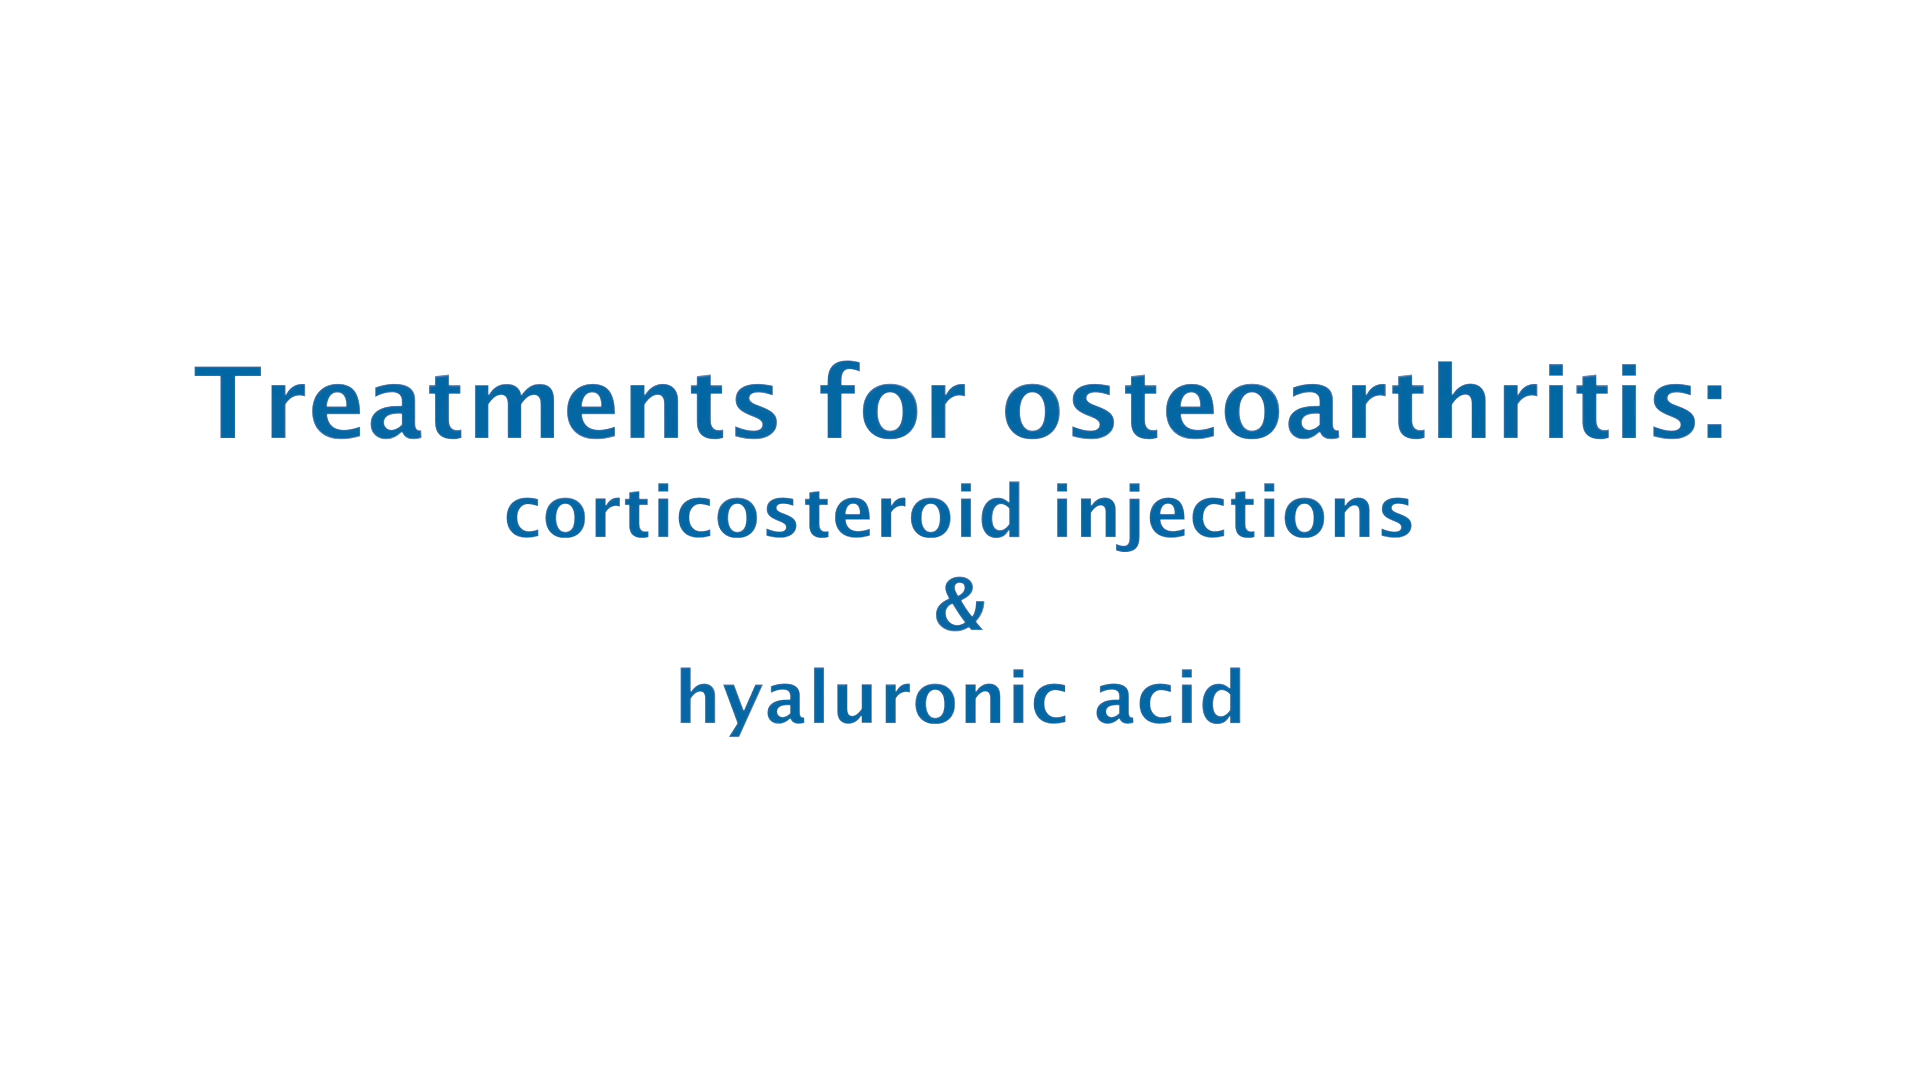 Treatments for osteoarthritis:
corticosteroid injections
&
hyaluronic acid